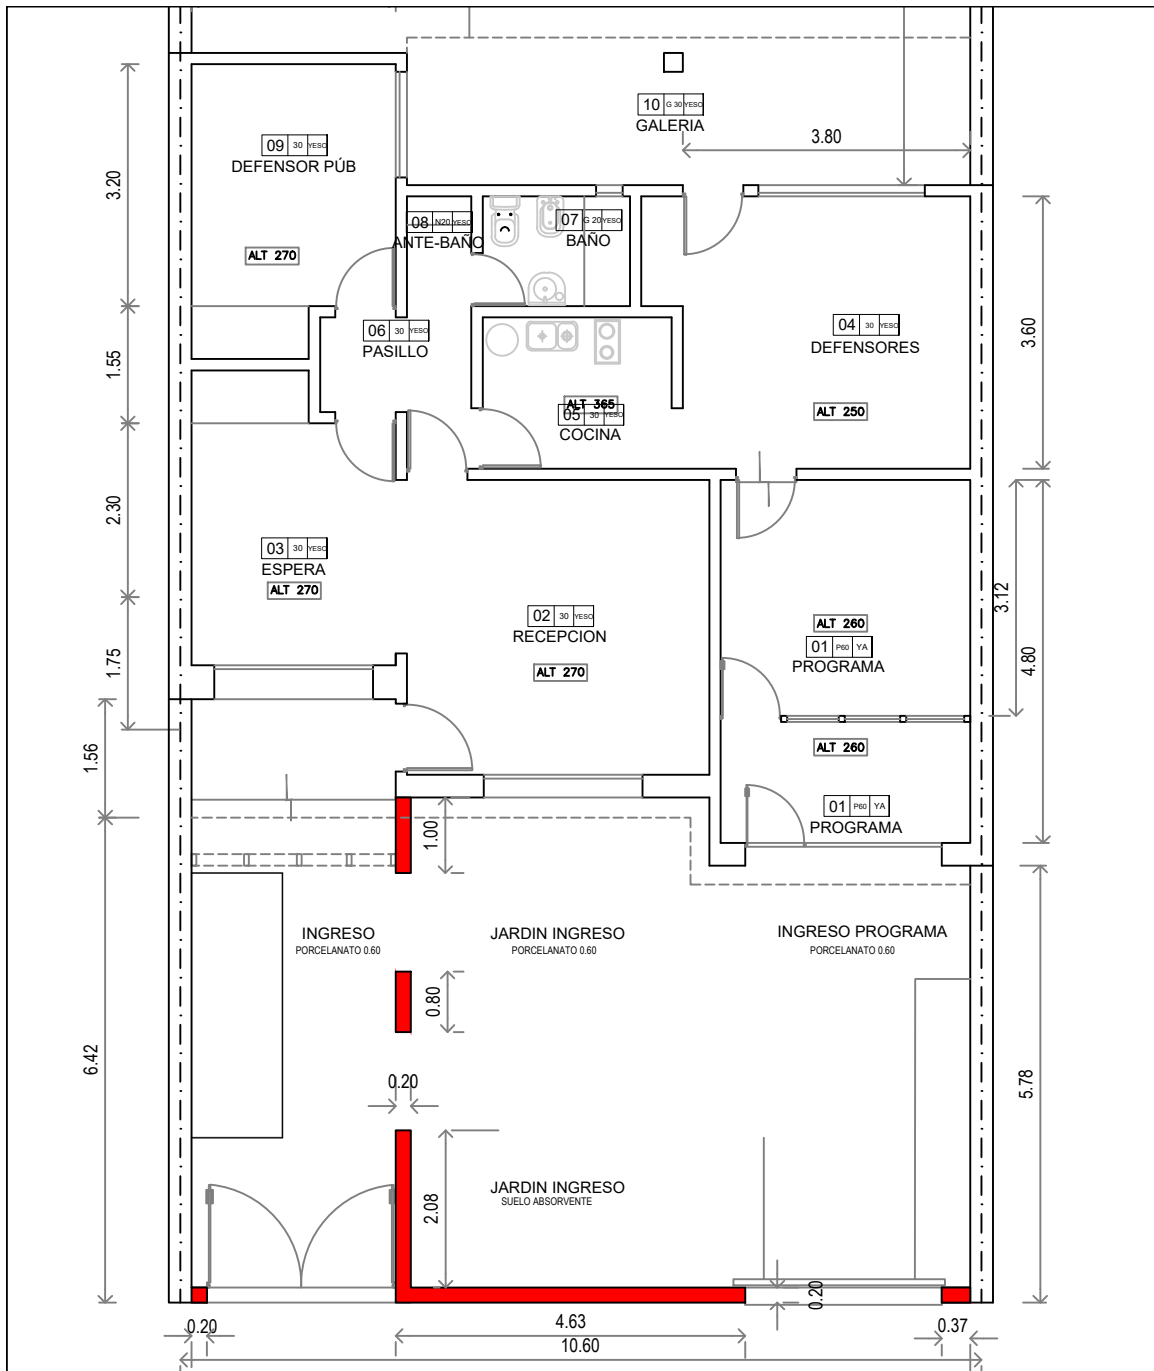 10 G 30 YESO
GALERIA
3.80
09 30 YESO
DEFENSOR PÚB
3.20
08 N20 YESO
ANTE-BAÑO
07 G 20 YESO
BAÑO
ALT 270
06 30 YESO
PASILLO
04 30 YESO
DEFENSORES
3.60
1.55
ALT 365
05 30 YESO
COCINA
ALT 250
2.30
03 30 YESO
ESPERA
ALT 270
02 30 YESO
RECEPCION
ALT 270
3.12
ALT 260
01 P60 YA
PROGRAMA
4.80
1.75
1.56
ALT 260
01 P60 YA
PROGRAMA
1.00
INGRESO
PORCELANATO 0.60
JARDIN INGRESO
PORCELANATO 0.60
INGRESO PROGRAMA
PORCELANATO 0.60
0.80
6.42
0.20
5.78
JARDIN INGRESO
SUELO ABSORVENTE
2.08
0.20
0.20
4.63
0.37
10.60